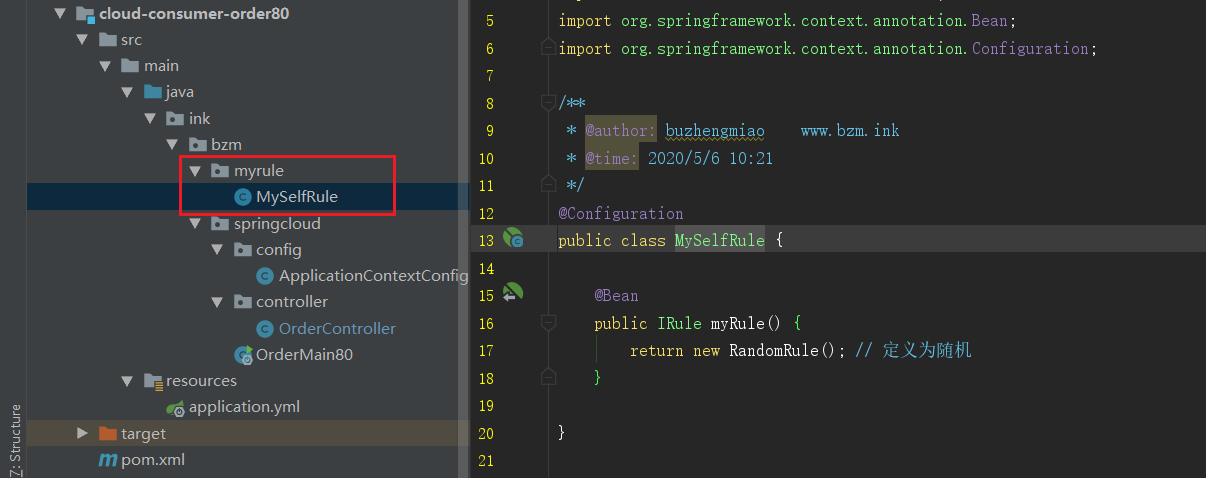 cloud-consumer-order80
src
main
java
ink
bzm
myrule
MySelfRule
springcloud
config
ApplicationContextConfig
controller
OrderController
OrderMain80
resources
application.yml
target
pom.xml
7: Structure
5 import org.springframework.context.annotation.Bean;
6 import org.springframework.context.annotation.Configuration;
7
8 /**
9 * @author: buzhengmiao www.bzm.ink
10 * @time: 2020/5/6 10:21
11 */
12 @Configuration
13 public class MySelfRule {
14
15 @Bean
16 public IRule myRule() {
17 return new RandomRule(); // 定义为随机
18 }
19
20 }
21